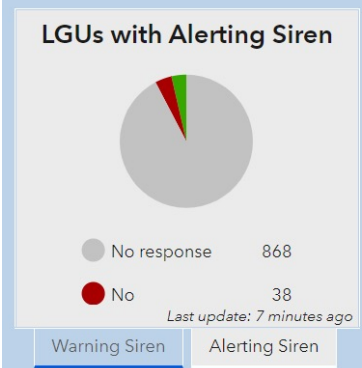 LGUs with Alerting Siren
No response 868
No 38
Last update: 7 minutes ago
Warning Siren Alerting Siren